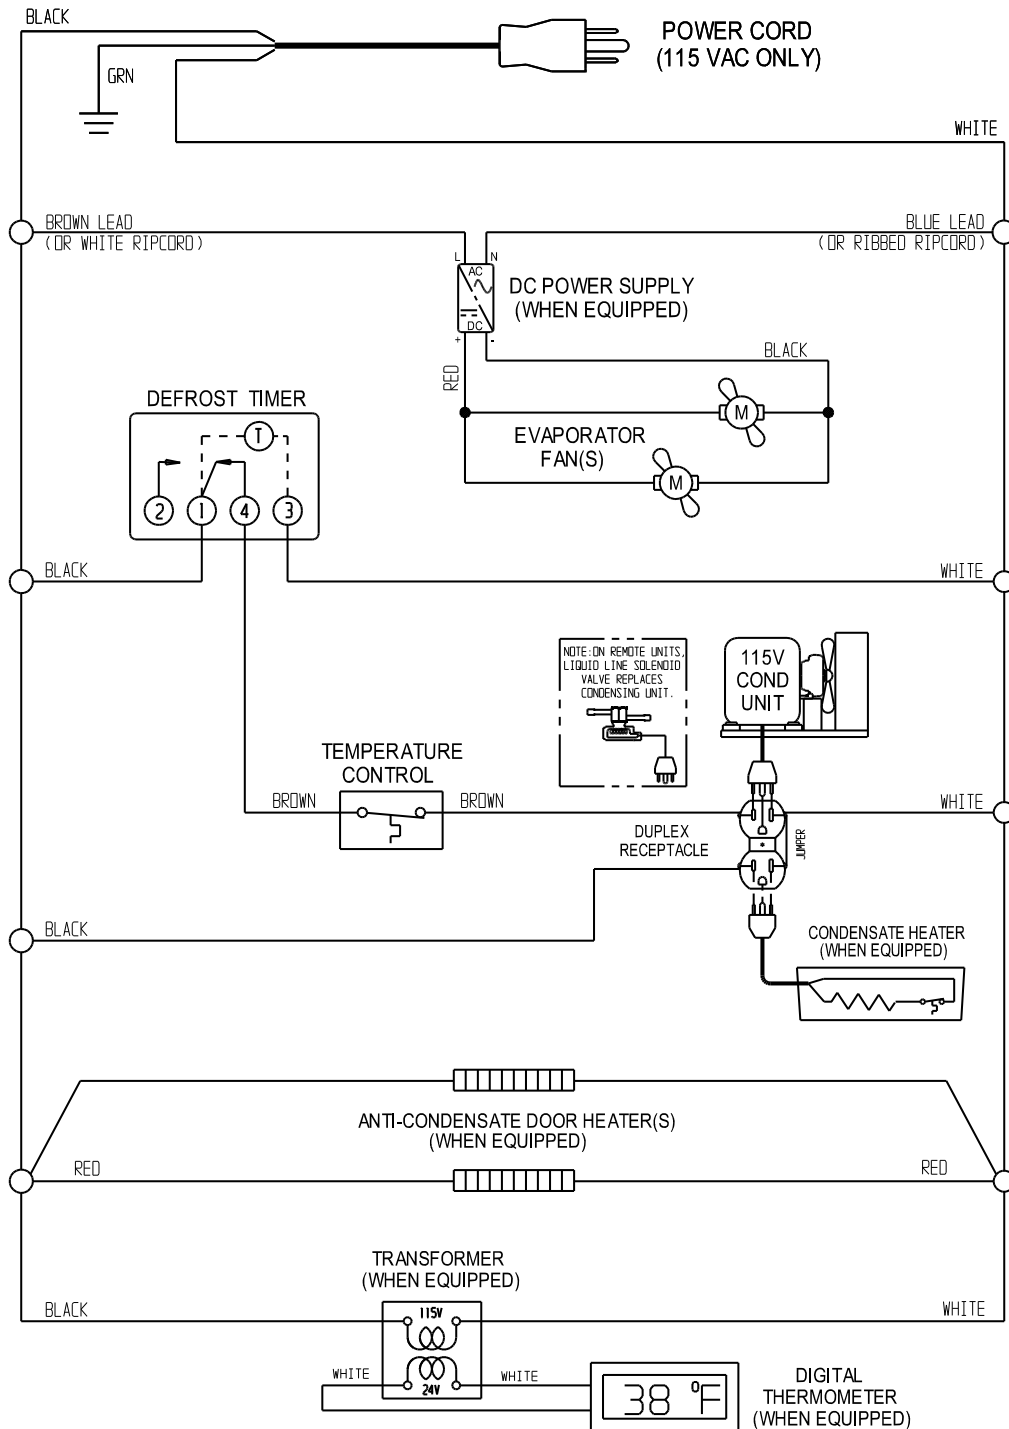 BLACK
POWER CORD
(115 VAC ONLY)
GRN
WHITE
BROWN LEAD
(OR WHITE RIPCORD)
BLUE LEAD
(OR RIBBED RIPCORD)
L
N
AC
DC
+
-
DC POWER SUPPLY
(WHEN EQUIPPED)
RED
BLACK
DEFROST TIMER
T
2
1
4
3
M
EVAPORATOR
FAN(S)
M
BLACK
WHITE
NOTE:ON REMOTE UNITS,
LIQUID LINE SOLENOID
VALVE REPLACES
CONDENSING UNIT.
115V
COND
UNIT
TEMPERATURE
CONTROL
BROWN
BROWN
WHITE
DUPLEX
RECEPTACLE
*
JUMPER
BLACK
CONDENSATE HEATER
(WHEN EQUIPPED)
ANTI-CONDENSATE DOOR HEATER(S)
(WHEN EQUIPPED)
RED
RED
TRANSFORMER
(WHEN EQUIPPED)
BLACK
115V
WHITE
WHITE
24V
WHITE
38 °F
DIGITAL
THERMOMETER
(WHEN EQUIPPED)